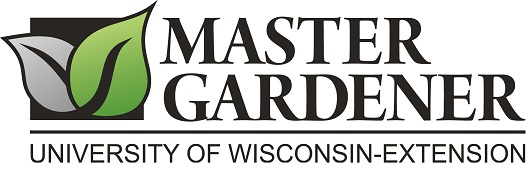 MASTER
GARDENER
UNIVERSITY OF WISCONSIN-EXTENSION